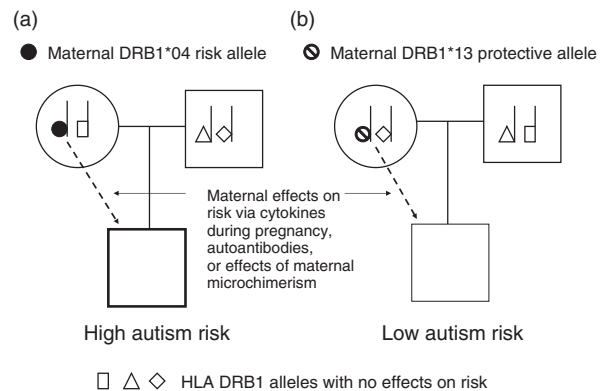 (a)
(b)
Maternal DRB1*04 risk allele
Maternal DRB1*13 protective allele
Maternal effects on
risk via cytokines
during pregnancy,
autoantibodies,
or effects of maternal
microchimerism
High autism risk
Low autism risk
HLA DRB1 alleles with no effects on risk